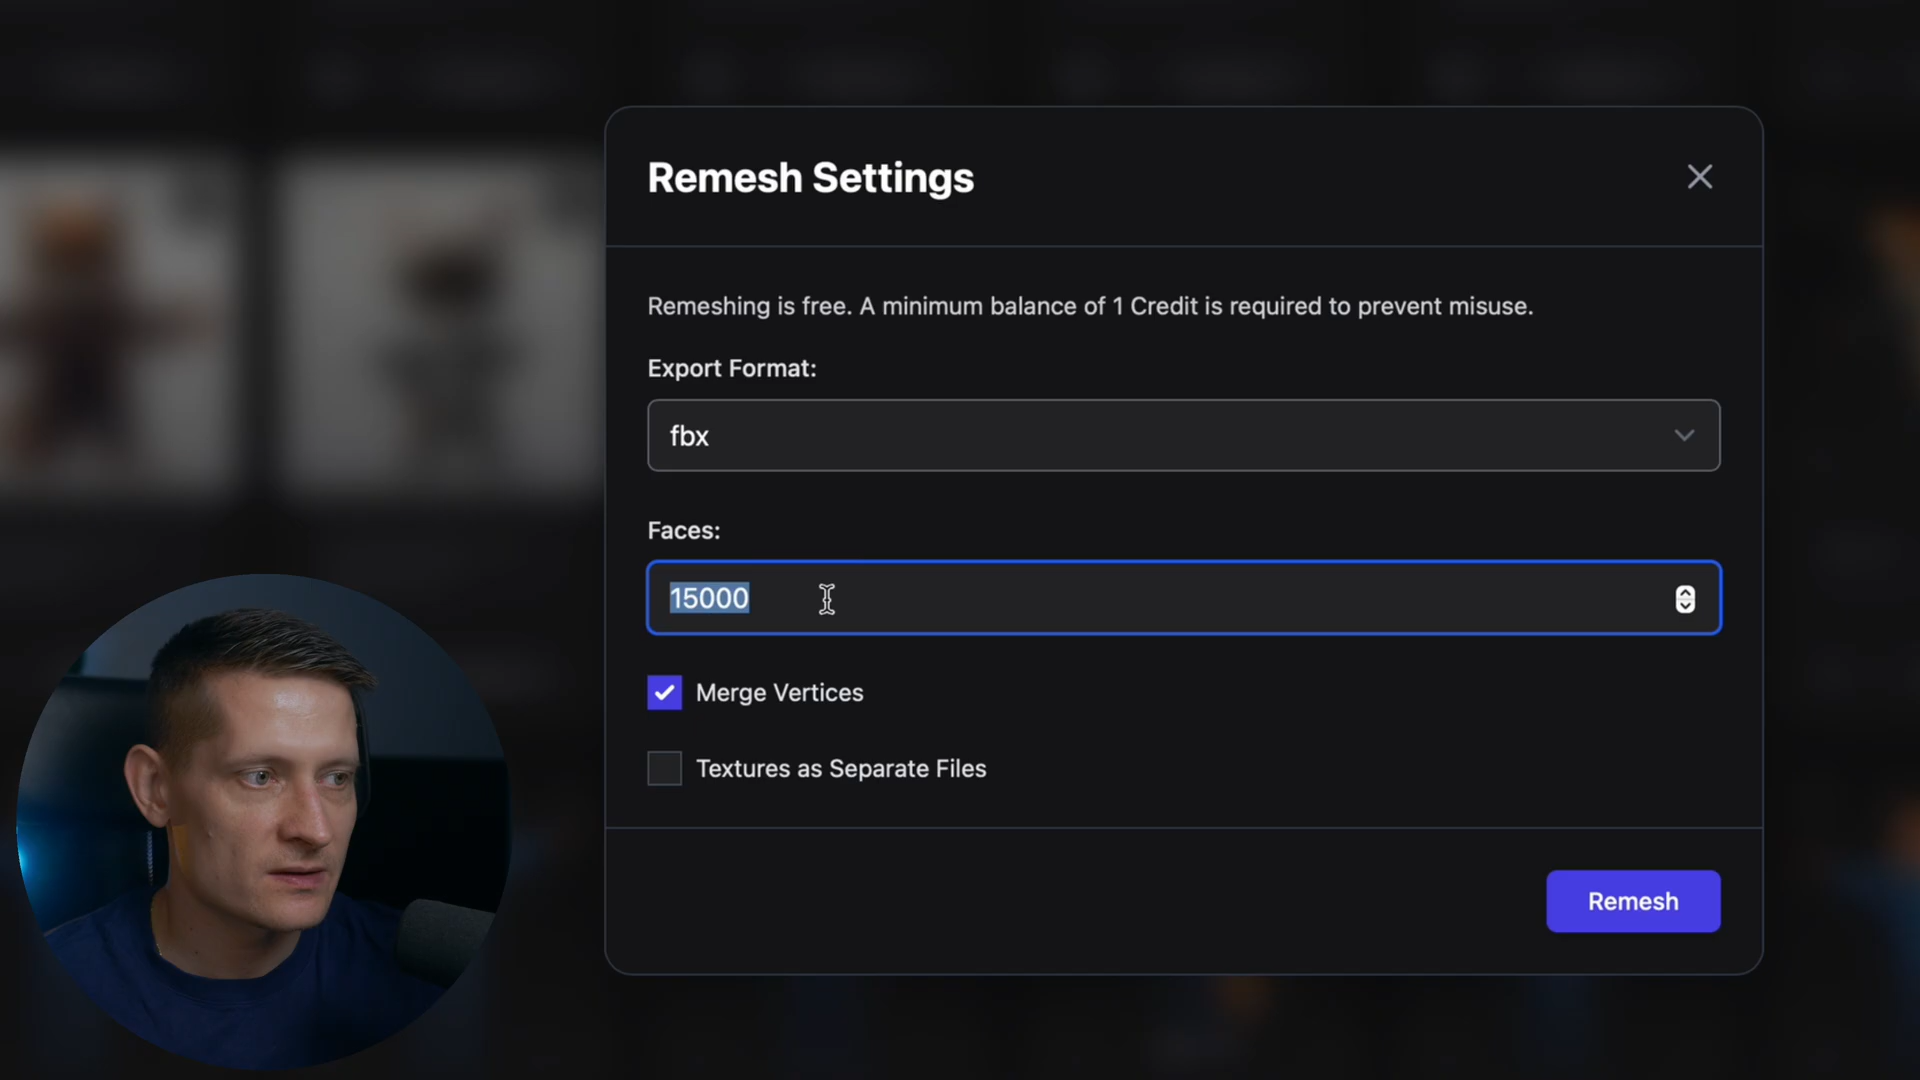 Remesh Settings
Remeshing is free. A minimum balance of 1 Credit is required to prevent misuse.
Export Format:
fbx
Faces:
15000
Merge Vertices
Textures as Separate Files
Remesh